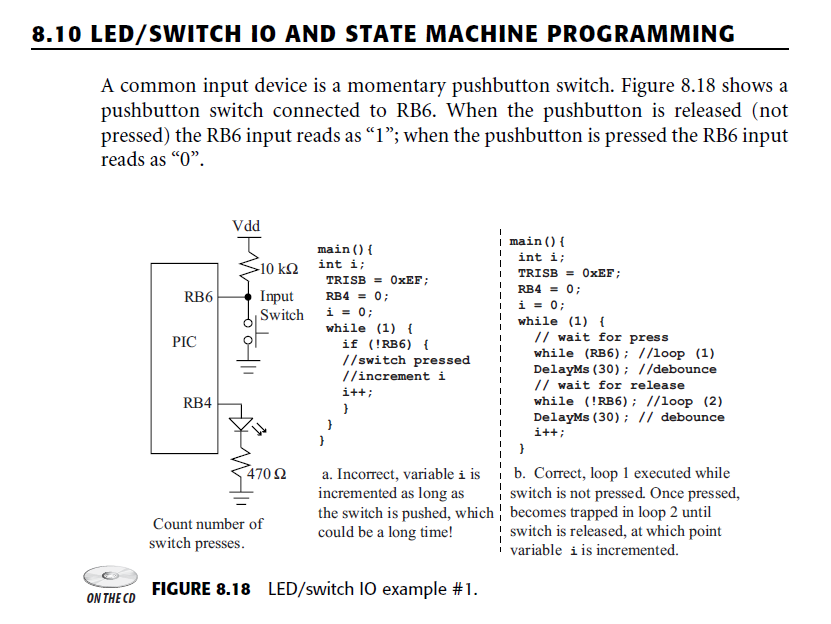 8.10 LED/SWITCH IO AND STATE MACHINE PROGRAMMING
A common input device is a momentary pushbutton switch. Figure 8.18 shows a
pushbutton switch connected to RB6. When the pushbutton is released (not
pressed) the RB6 input reads as “1”; when the pushbutton is pressed the RB6 input
reads as “0”.
Vdd
10 kΩ
RB6
Input
Switch
PIC
RB4
470 Ω
Count number of
switch presses.
main(){
int i;
TRISB = 0xEF;
RB4 = 0;
i = 0;
while (1) {
if (!RB6) {
//switch pressed
//increment i
i++;
}
}
}
a. Incorrect, variable i is
incremented as long as
the switch is pushed, which
could be a long time!
main(){
int i;
TRISB = 0xEF;
RB4 = 0;
i = 0;
while (1) {
// wait for press
while (RB6); //loop (1)
DelayMs(30); //debounce
// wait for release
while (!RB6); //loop (2)
DelayMs(30); // debounce
i++;
}
b. Correct, loop 1 executed while
switch is not pressed. Once pressed,
becomes trapped in loop 2 until
switch is released, at which point
variable i is incremented.
ON THE CD
FIGURE 8.18 LED/switch IO example #1.